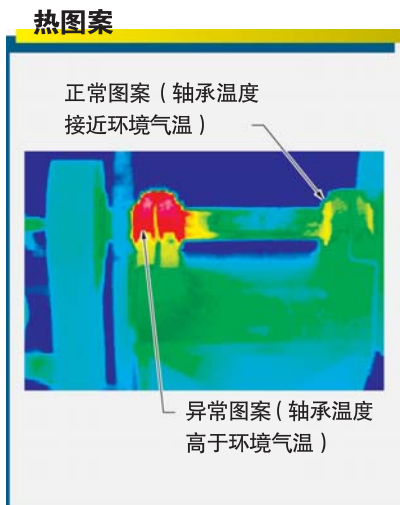 热图案
正常图案（轴承温度
接近环境气温）
异常图案（轴承温度
高于环境气温）